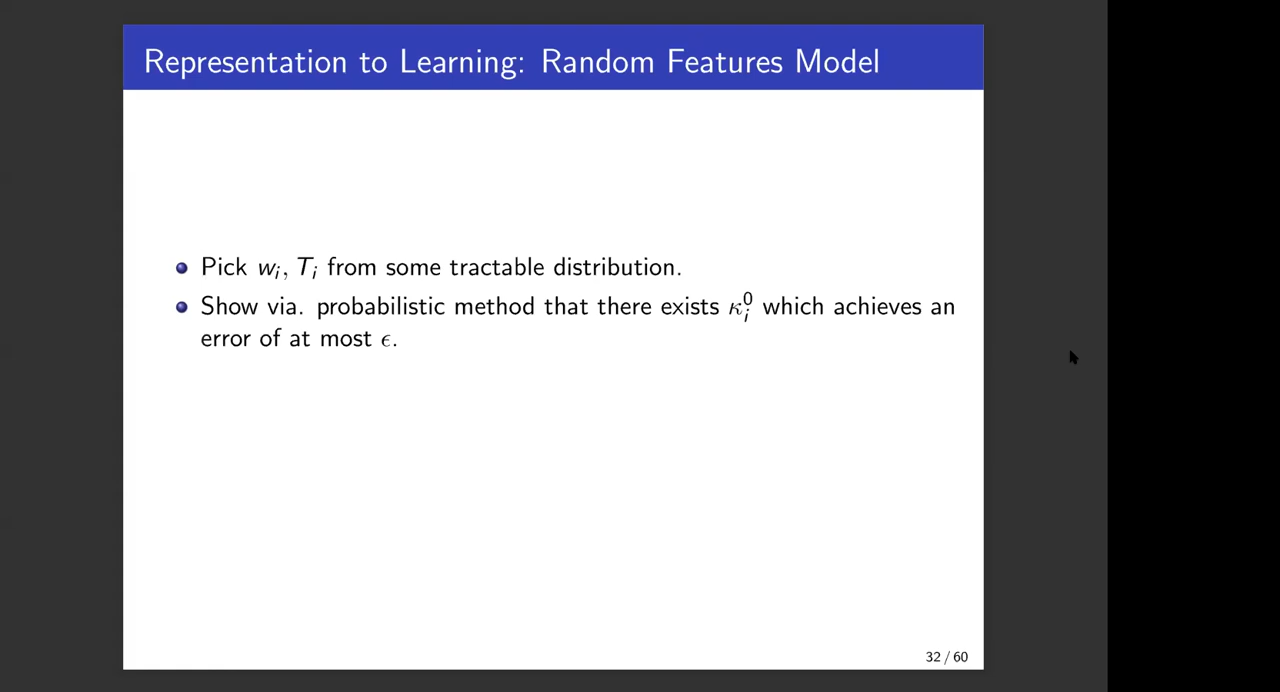 Representation to Learning: Random Features Model
Pick w_i, T_i from some tractable distribution.
Show via. probabilistic method that there exists κ_i^0 which achieves an
error of at most ϵ.
32 / 60